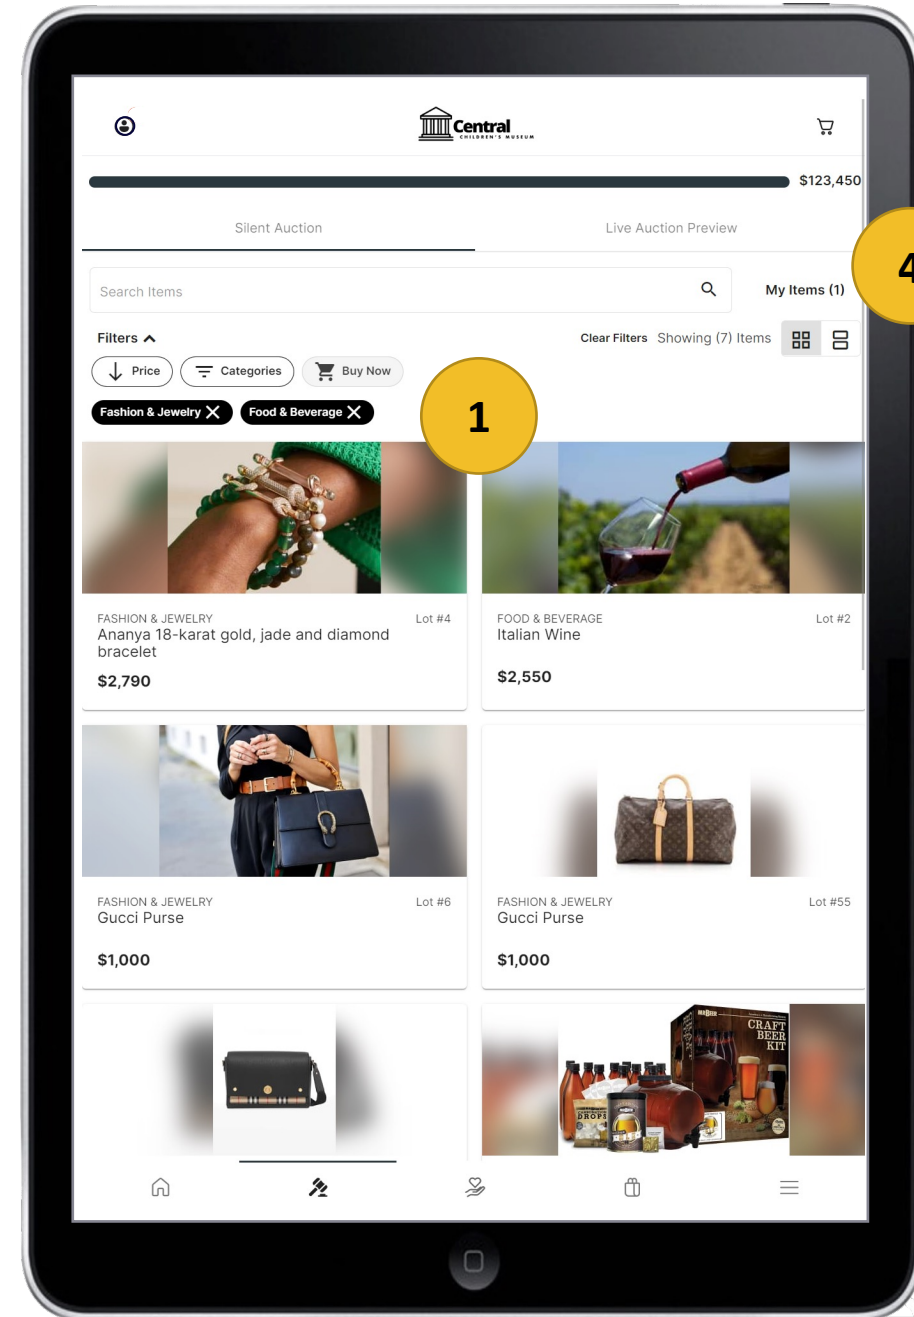 Central
CHILDREN'S MUSEUM
$123,450
Silent Auction Live Auction Preview
Search Items
My Items (1)
4
Filters
Clear Filters Showing (7) Items
Price Categories Buy Now
Fashion & Jewelry Food & Beverage
1
FASHION & JEWELRY Lot #4
Ananya 18-karat gold, jade and diamond
bracelet
$2,790
FOOD & BEVERAGE Lot #2
Italian Wine
$2,550
FASHION & JEWELRY Lot #6
Gucci Purse
$1,000
FASHION & JEWELRY Lot #55
Gucci Purse
$1,000
MRBEER
CRAFT
BEER
KIT
DROPS